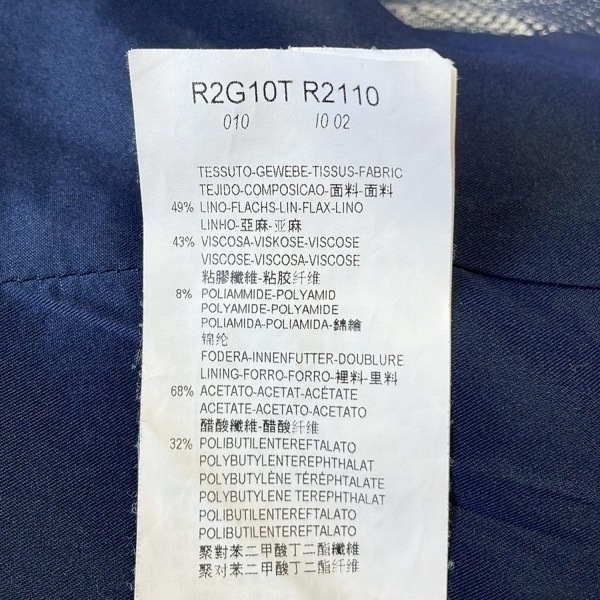 R2G10T R2110
010 10 02
TESSUTO-GEWEBE-TISSUS-FABRIC
TEJIDO-COMPOSICAO-面料-面料
49% LINO-FLACHS-LIN-FLAX-LINO
LINHO-亞麻-亚麻
43% VISCOSA-VISKOSE-VISCOSE
VISCOSE-VISCOSA-VISCOSE
粘膠纖維-粘胶纤维
8% POLIAMMIDE-POLYAMID
POLYAMIDE-POLYAMIDE
POLIAMIDA-POLIAMIDA-錦繪
锦纶
FODERA-INNENFUTTER-DOUBLURE
LINING-FORRO-FORRO-裡料-里料
68% ACETATO-ACETAT-ACÉTATE
ACETATE-ACETATO-ACETATO
醋酸纖維-醋酸纤维
32% POLIBUTILENTEREFTALATO
POLYBUTYLENTEREPHTHALAT
POLYBUTYLÈNE TÉRÉPHTALATE
POLYBUTYLENE TEREPHTHALAT
POLIBUTILENTEREFTALATO
POLIBUTILENTEREFTALATO
聚對苯二甲酸丁二酯纖維
聚对苯二甲酸丁二酯纤维